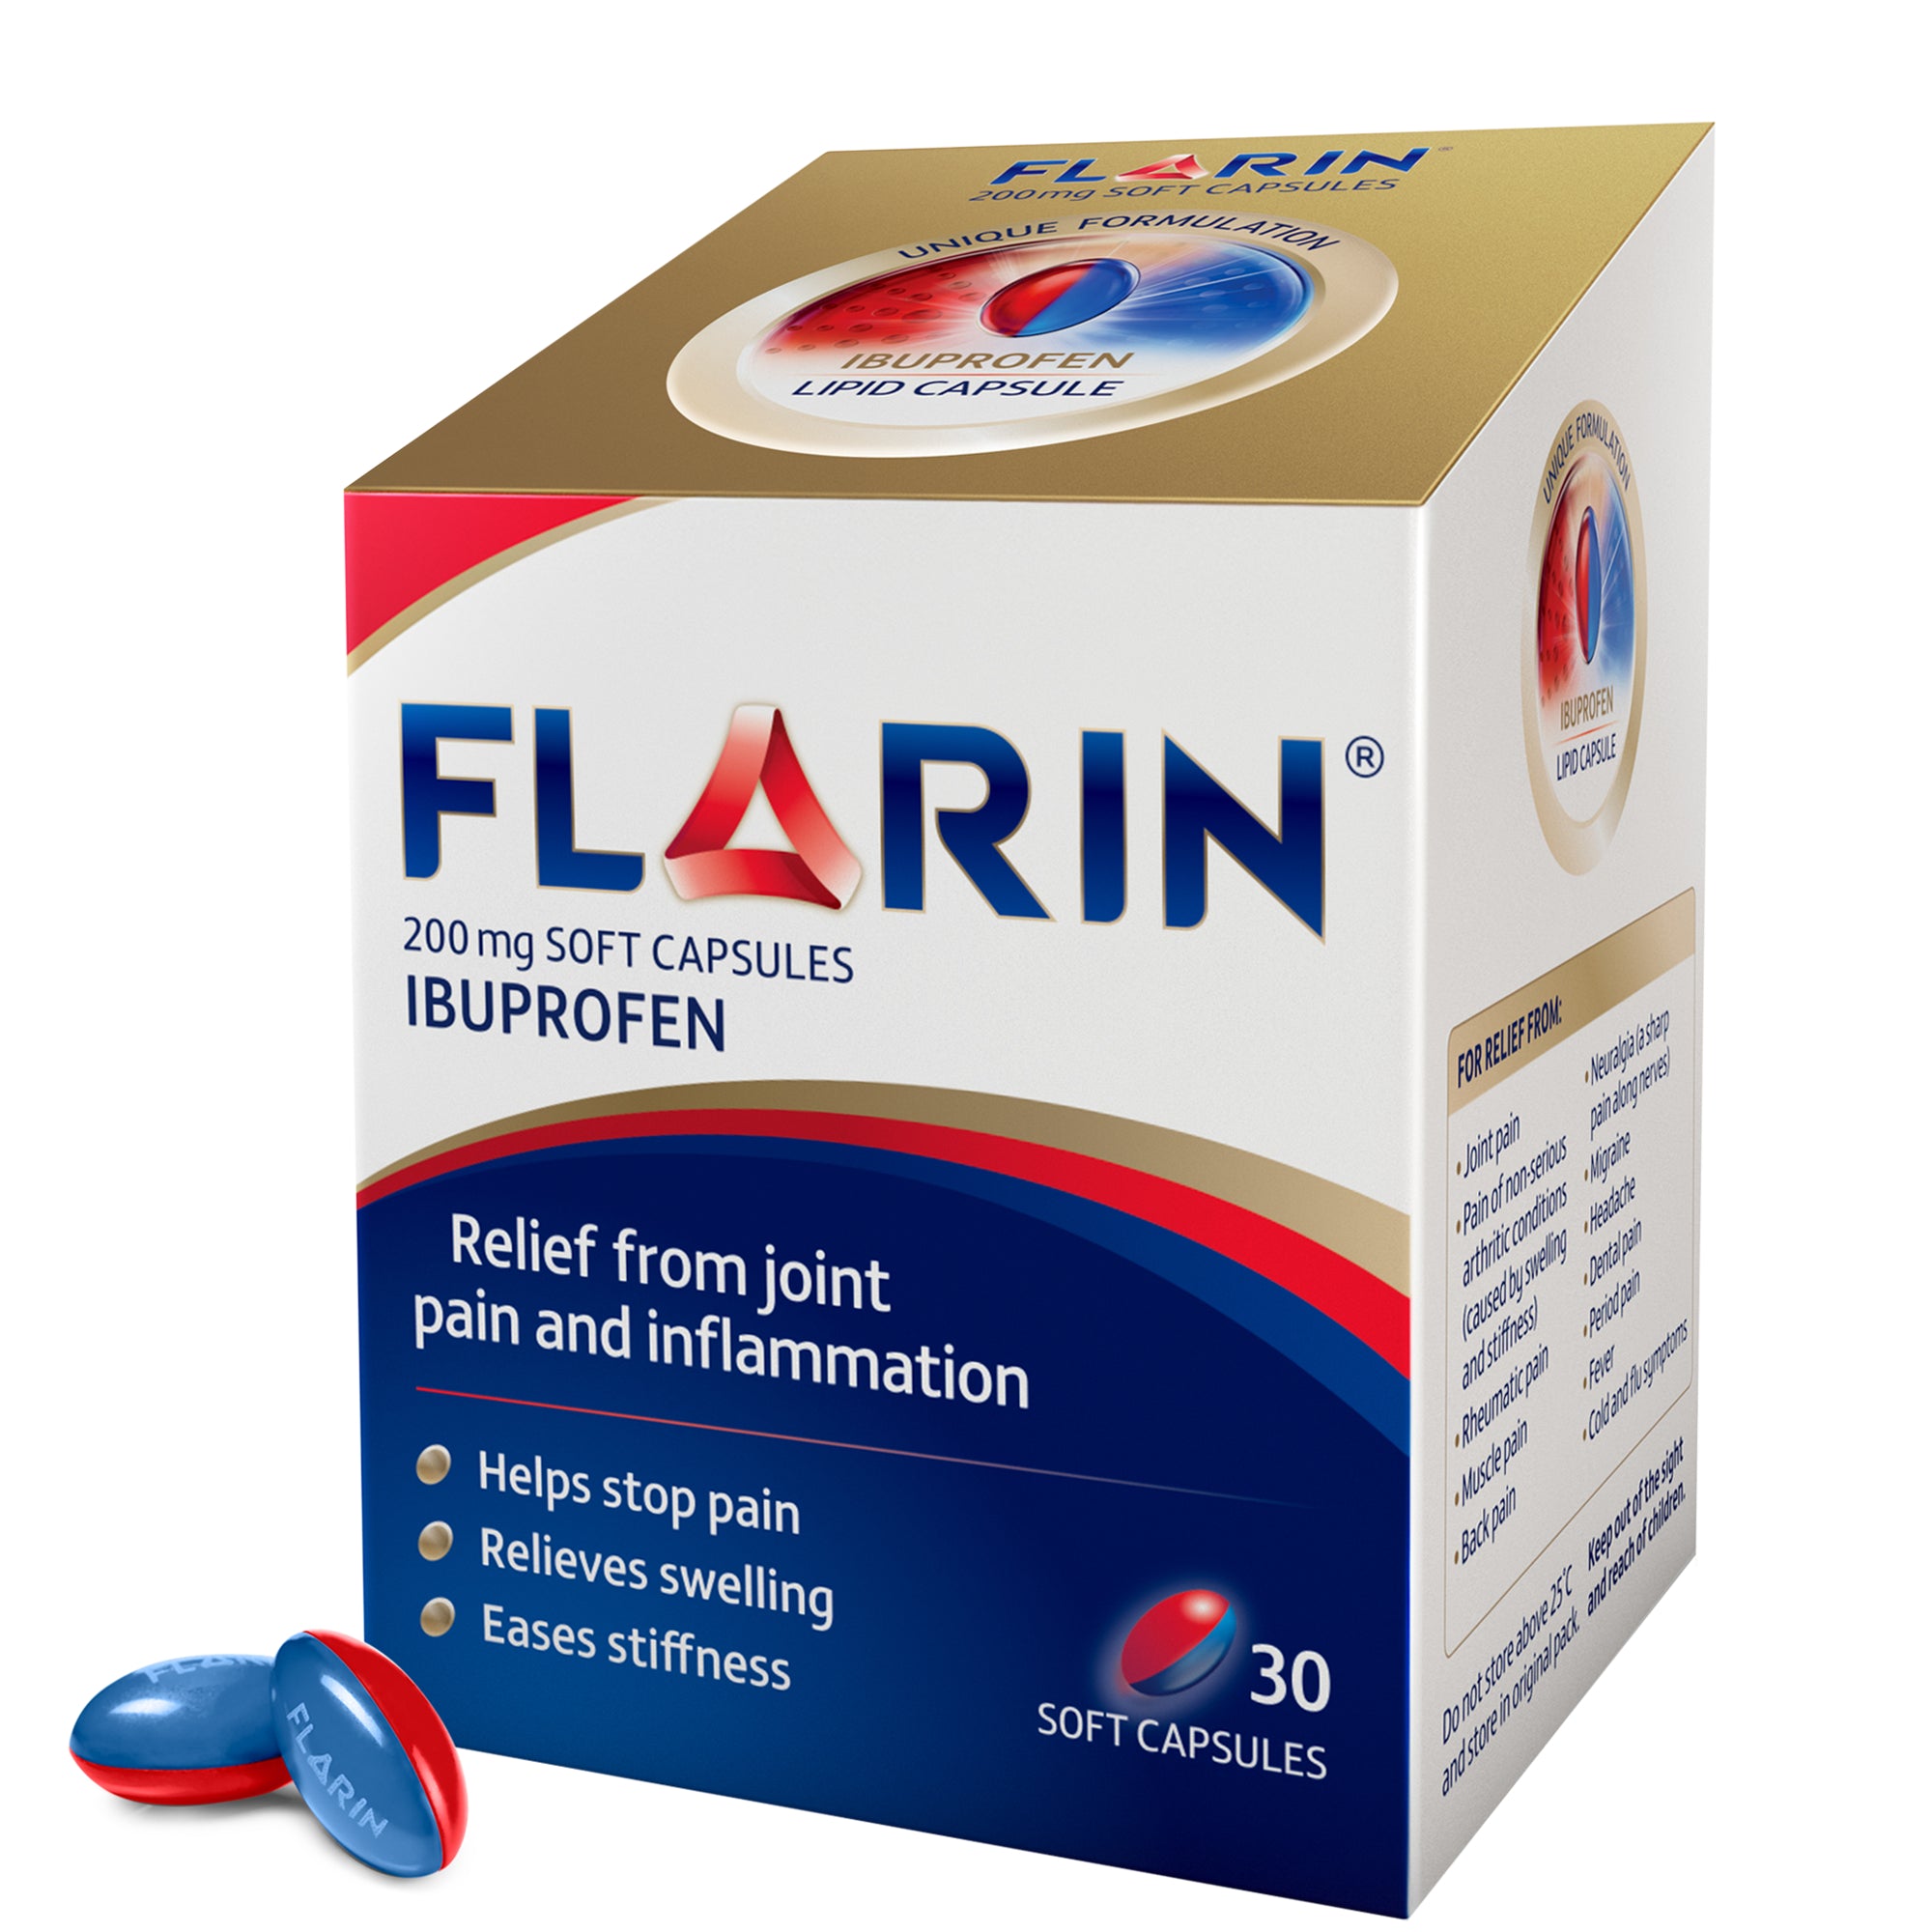 FLARIN®
200mg SOFT CAPSULES
UNIQUE FORMULATION
IBUPROFEN
LIPID CAPSULE
FLARIN®
200 mg SOFT CAPSULES
IBUPROFEN
Relief from joint
pain and inflammation
Helps stop pain
Relieves swelling
Eases stiffness
30
SOFT CAPSULES
UNIQUE FORMULATION
IBUPROFEN
LIPID CAPSULE
FOR RELIEF FROM:
• Joint pain
• Pain of non-serious
arthritic conditions
(caused by swelling
and stiffness)
• Rheumatic pain
• Muscle pain
• Back pain
• Neuralgia (a sharp
pain along nerves)
• Migraine
• Headache
• Dental pain
• Period pain
• Fever
• Cold and flu symptoms
Do not store above 25°C
and store in original pack.
Keep out of the sight
and reach of children.
FLARIN
FLARIN